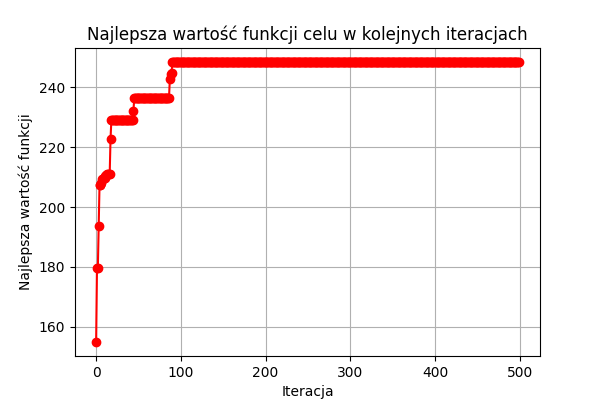 Najlepsza wartość funkcji celu w kolejnych iteracjach
Najlepsza wartość funkcji
240
220
200
180
160
0 100 200 300 400 500
Iteracja